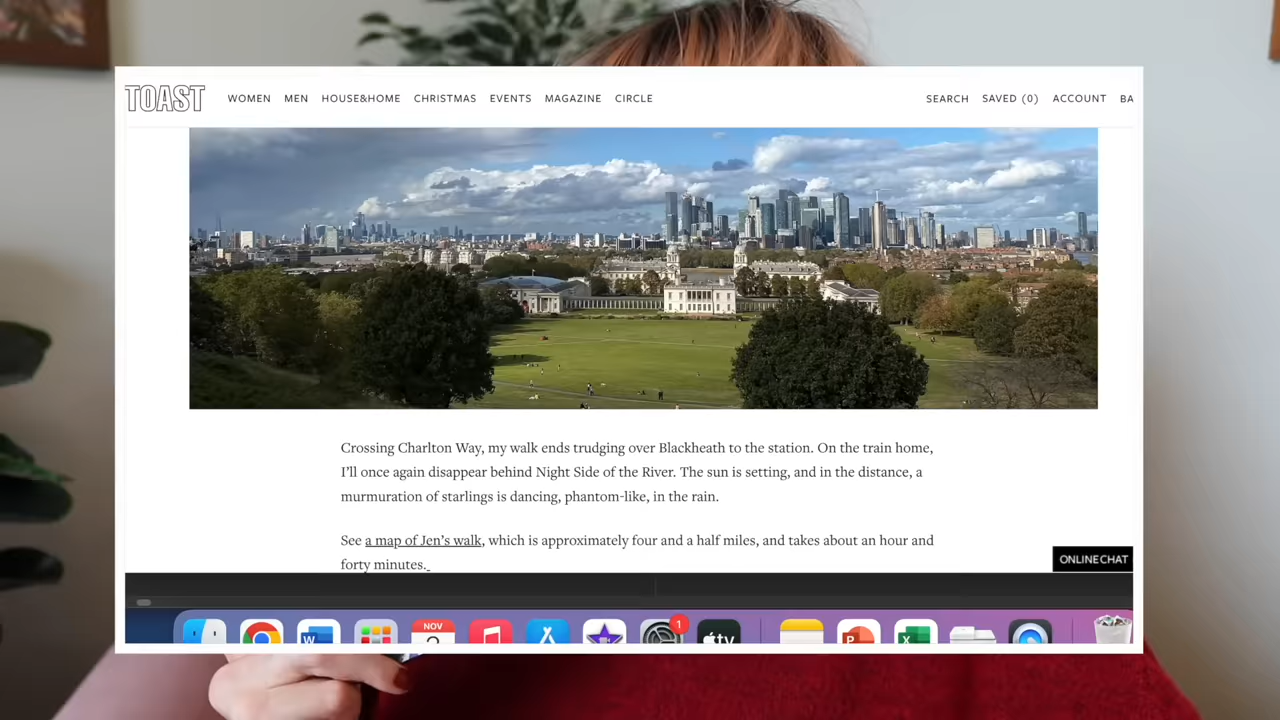 TOAST WOMEN MEN HOUSE&HOME CHRISTMAS EVENTS MAGAZINE CIRCLE SEARCH SAVED (0) ACCOUNT BA
Crossing Charlton Way, my walk ends trudging over Blackheath to the station. On the train home,
I'll once again disappear behind Night Side of the River. The sun is setting, and in the distance, a
murmuration of starlings is dancing, phantom-like, in the rain.
See a map of Jen's walk, which is approximately four and a half miles, and takes about an hour and
forty minutes.
ONLINE CHAT
NOV
1
W
tv
P
X